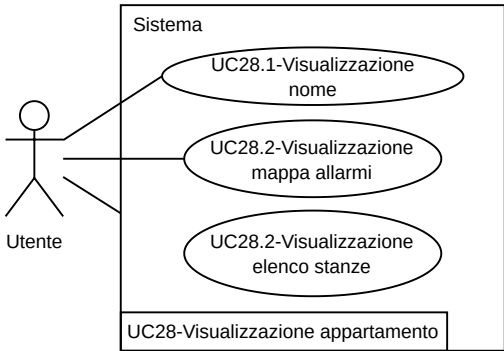 Sistema
UC28.1-Visualizzazione
nome
UC28.2-Visualizzazione
mappa allarmi
Utente
UC28.2-Visualizzazione
elenco stanze
UC28-Visualizzazione appartamento